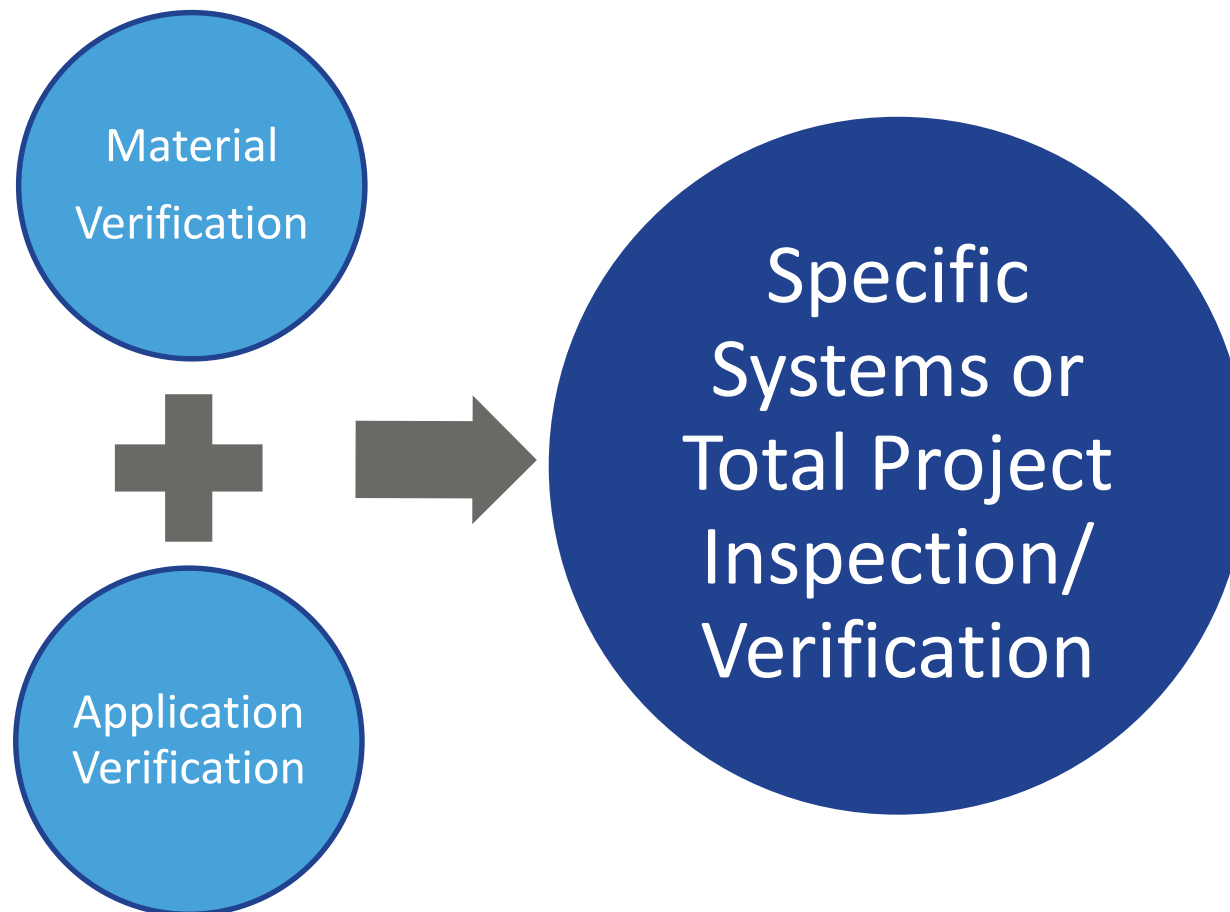 Material
Verification
Application
Verification
Specific
Systems or
Total Project
Inspection/
Verification